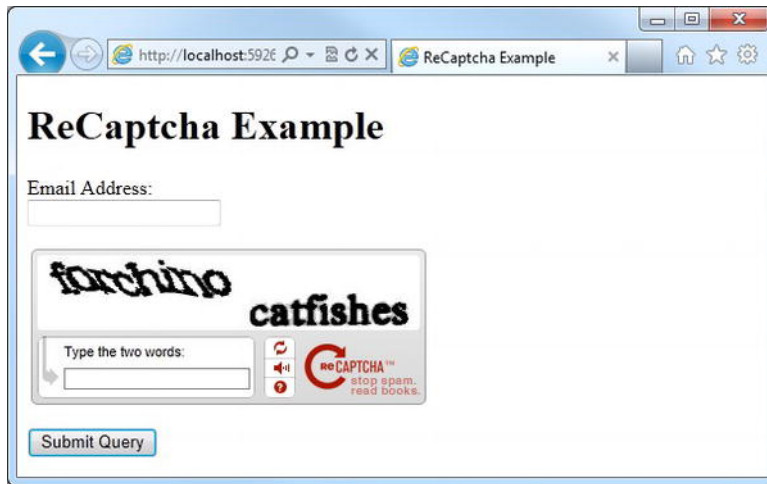 http://localhost:5926
ReCaptcha Example
ReCaptcha Example
Email Address:
forchino
catfishes
Type the two words:
reCAPTCHA™
stop spam.
read books.
Submit Query